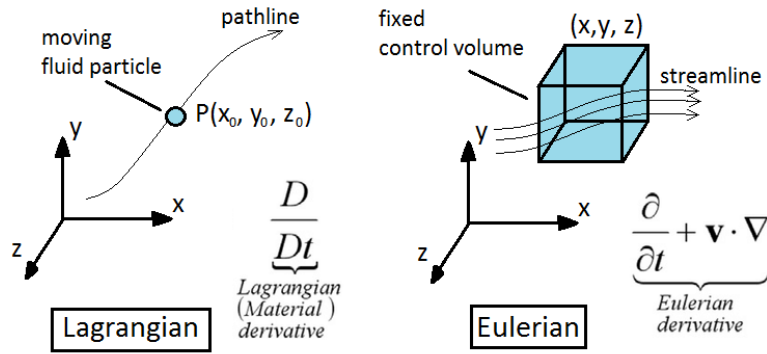 pathline
moving
fluid particle
P(x₀, y₀, z₀)
y
x
z
D
Dt
Lagrangian
(Material)
derivative
Lagrangian
fixed
control volume
(x,y, z)
streamline
y
x
z
∂
∂t
+ v · ∇
Eulerian
derivative
Eulerian